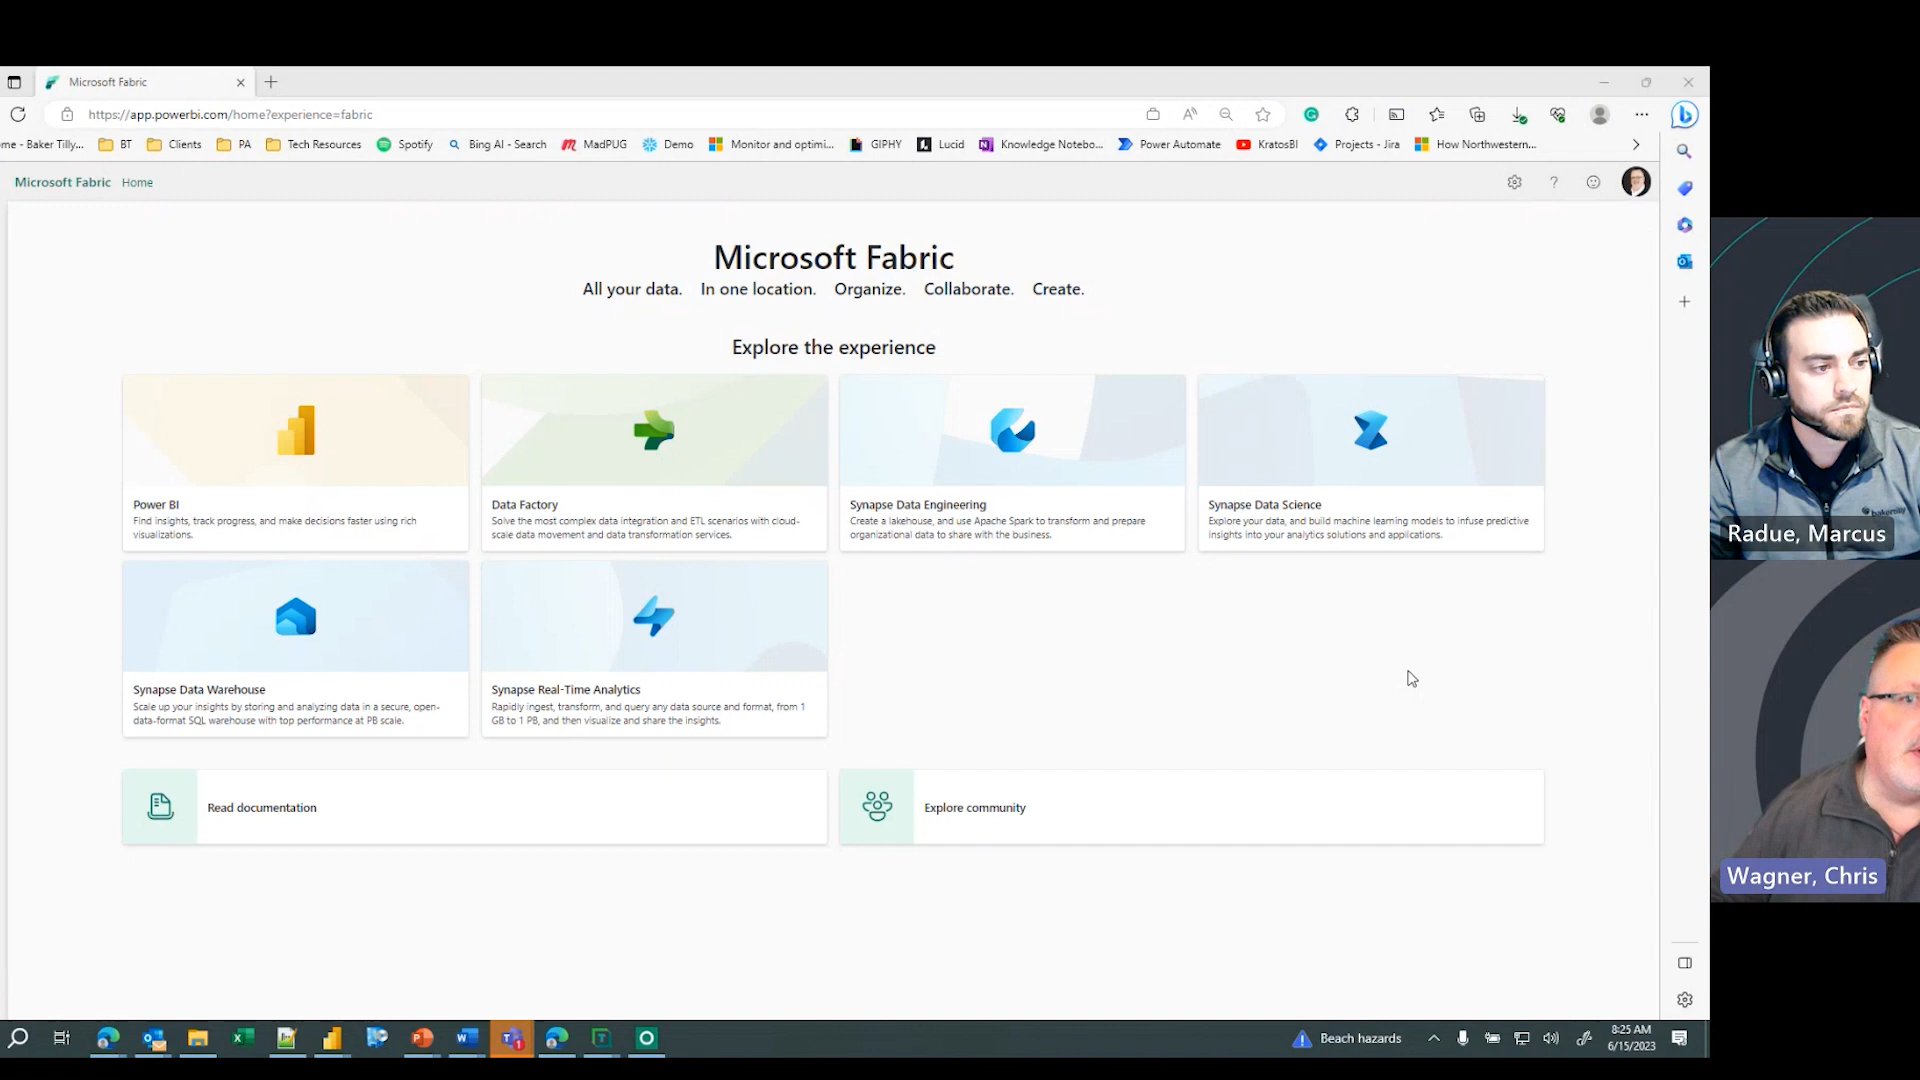 Microsoft Fabric
https://app.powerbi.com/home?experience=fabric
me - Baker Tilly... BT Clients PA Tech Resources Spotify Bing AI - Search MadPUG Demo Monitor and optimi... GIPHY Lucid Knowledge Notebo... Power Automate KratosBI Projects - Jira How Northwestern...
Microsoft Fabric Home
Microsoft Fabric
All your data. In one location. Organize. Collaborate. Create.
Explore the experience
Power BI
Find insights, track progress, and make decisions faster using rich
visualizations.
Data Factory
Solve the most complex data integration and ETL scenarios with cloud-
scale data movement and data transformation services.
Synapse Data Engineering
Create a lakehouse, and use Apache Spark to transform and prepare
organizational data to share with the business.
Synapse Data Science
Explore your data, and build machine learning models to infuse predictive
insights into your analytics solutions and applications.
Synapse Data Warehouse
Scale up your insights by storing and analyzing data in a secure, open-
data-format SQL warehouse with top performance at PB scale.
Synapse Real-Time Analytics
Rapidly ingest, transform, and query any data source and format, from 1
GB to 1 PB, and then visualize and share the insights.
Read documentation
Explore community
Radue, Marcus
Wagner, Chris
Beach hazards
8:25 AM
6/15/2023